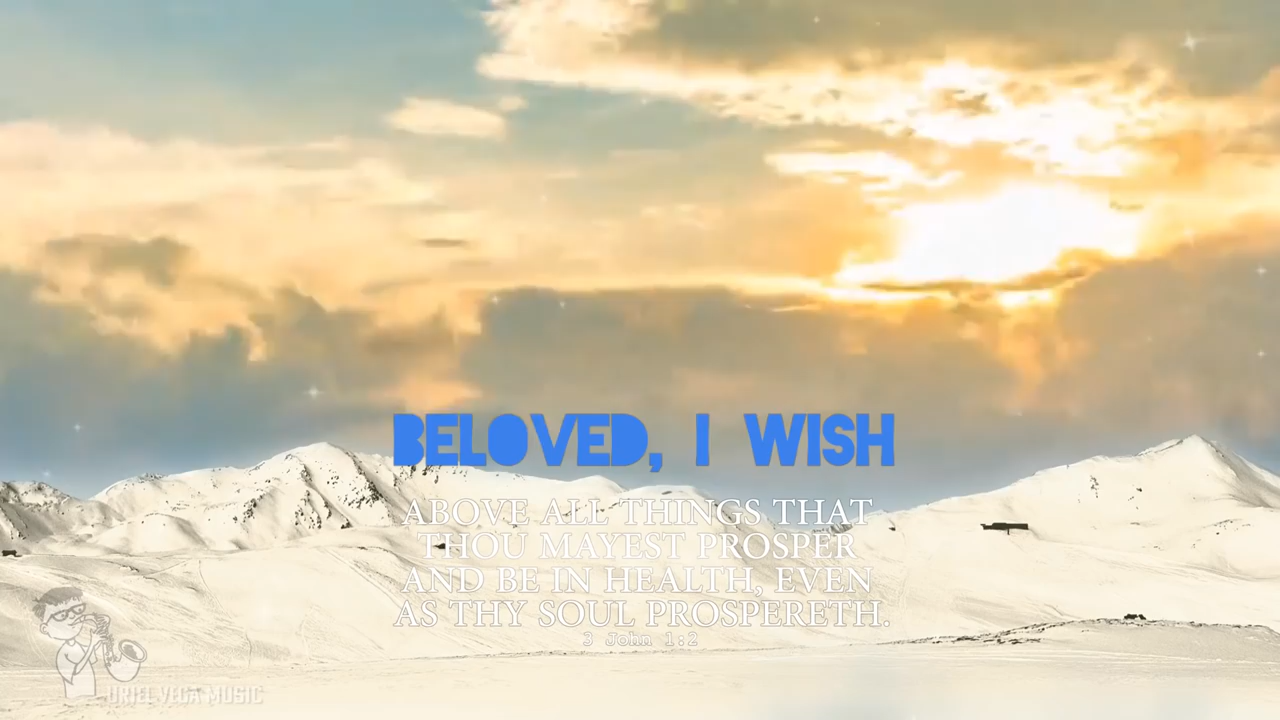 BELOVED, I WISH
ABOVE ALL THINGS THAT
THOU MAYEST PROSPER
AND BE IN HEALTH, EVEN
AS THY SOUL PROSPERETH.
3 John 1:2
URIEL VEGA MUSIC